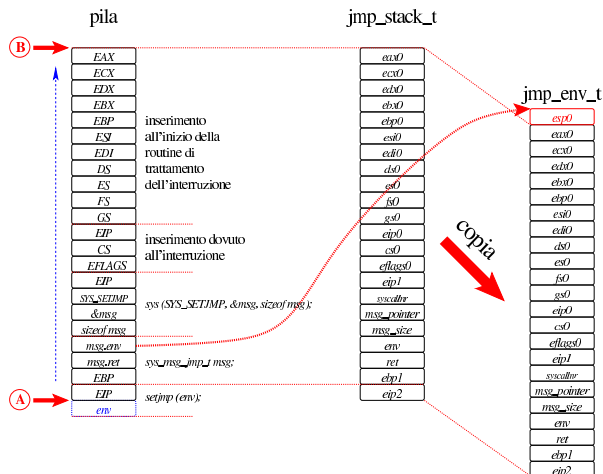 pila
jmp_stack_t
B
EAX
ECX
EDX
EBX
EBP
ESI
EDI
DS
ES
FS
GS
EIP
CS
EFLAGS
EIP
SYS_SETJMP
&msg
sizeof msg
msg.env
msg.ret
EBP
A
EIP
env
inserimento
all'inizio della
routine di
trattamento
dell'interruzione
inserimento dovuto
all'interruzione
sys (SYS_SETJMP, &msg, sizeof msg);
sys_msg_jmp_t msg;
setjmp (env);
eax0
ecx0
edx0
ebx0
ebp0
esi0
edi0
ds0
es0
fs0
gs0
eip0
cs0
eflags0
eip1
syscallnr
msg_pointer
msg_size
env
ret
ebp1
eip2
copia
jmp_env_t
esp0
eax0
ecx0
edx0
ebx0
ebp0
esi0
edi0
ds0
es0
fs0
gs0
eip0
cs0
eflags0
eip1
syscallnr
msg_pointer
msg_size
env
ret
ebp1
eip2